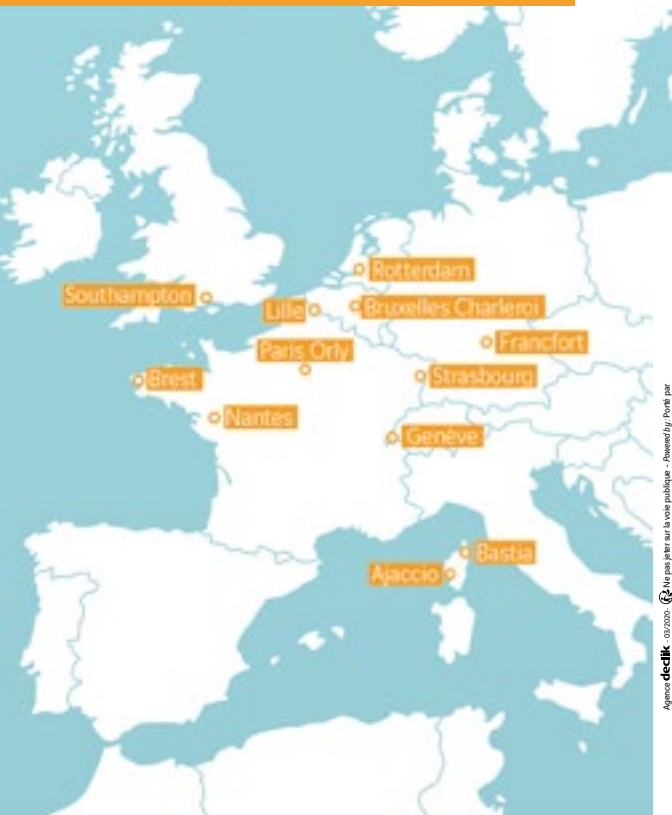 Rotterdam
Southampton
Lille
Bruxelles Charleroi
Francfort
Paris Orly
Brest
Strasbourg
Nantes
Genève
Bastia
Ajaccio
Agence declik - 03/2020 - Ne pas jeter sur la voie publique - Powered by : Porté par